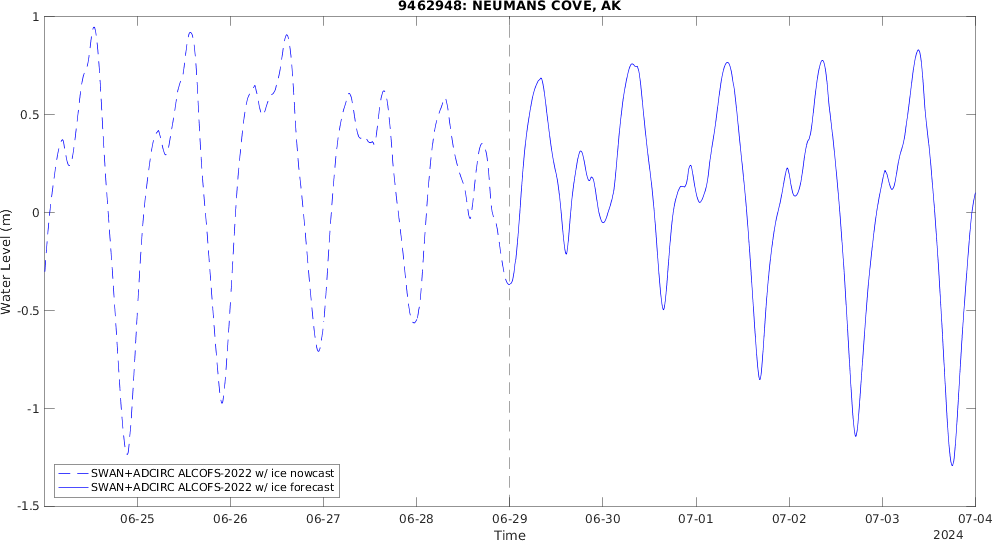 9462948: NEUMANS COVE, AK
Water Level (m)
1
0.5
0
-0.5
-1
-1.5
SWAN+ADCIRC ALCOFS-2022 w/ ice nowcast
SWAN+ADCIRC ALCOFS-2022 w/ ice forecast
06-25 06-26 06-27 06-28 06-29 06-30 07-01 07-02 07-03 07-04
Time
2024